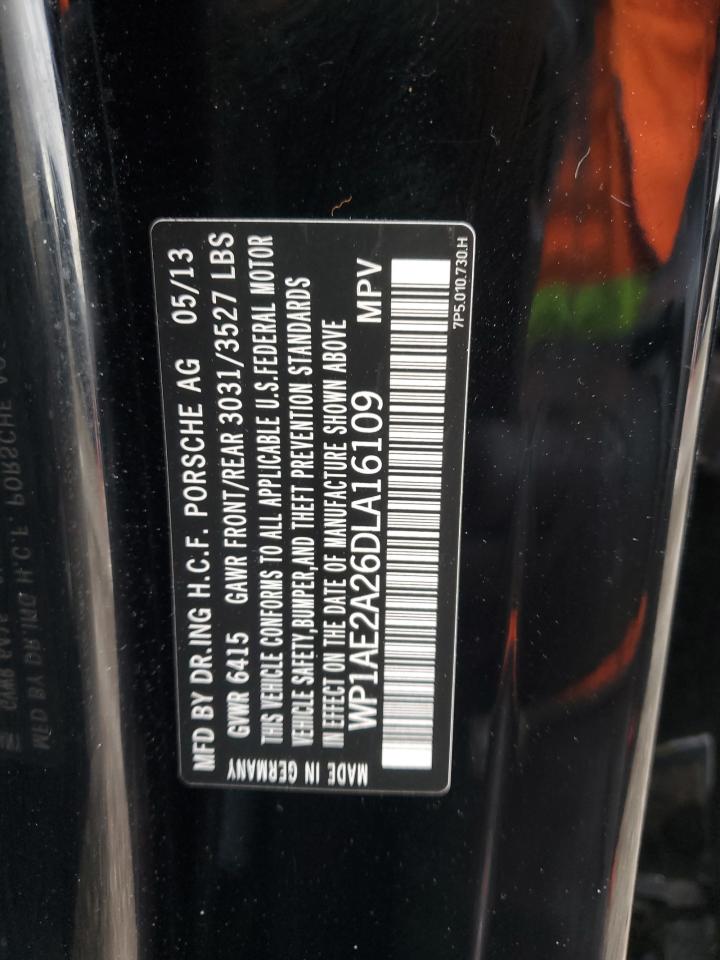 MFD BY DR.ING H.C.F. PORSCHE AG 05/13
GVWR 6415 GAWR FRONT/REAR 3031/3527 LBS
THIS VEHICLE CONFORMS TO ALL APPLICABLE U.S.FEDERAL MOTOR
VEHICLE SAFETY,BUMPER,AND THEFT PREVENTION STANDARDS
IN EFFECT ON THE DATE OF MANUFACTURE SHOWN ABOVE
WP1AE2A26DLA16109 MPV
MADE IN GERMANY
7P5.010.730.H